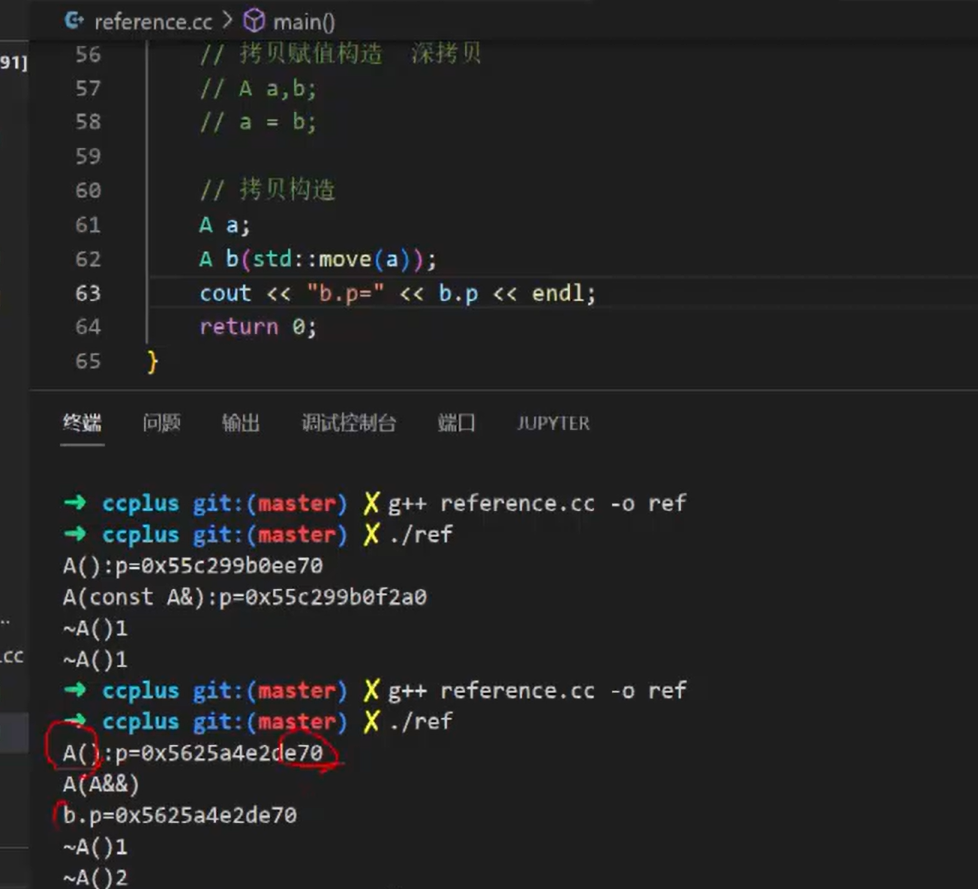 reference.cc > main()
91]
56 // 拷贝赋值构造 深拷贝
57 // A a,b;
58 // a = b;
59
60 // 拷贝构造
61 A a;
62 A b(std::move(a));
63 cout << "b.p=" << b.p << endl;
64 return 0;
65 }
终端 问题 输出 调试控制台 端口 JUPYTER
➜ ccplus git:(master) ✗ g++ reference.cc -o ref
➜ ccplus git:(master) ✗ ./ref
A():p=0x55c299b0ee70
A(const A&):p=0x55c299b0f2a0
~A()1
.cc
~A()1
➜ ccplus git:(master) ✗ g++ reference.cc -o ref
➜ ccplus git:(master) ✗ ./ref
A():p=0x5625a4e2de70
A(A&&)
b.p=0x5625a4e2de70
~A()1
~A()2